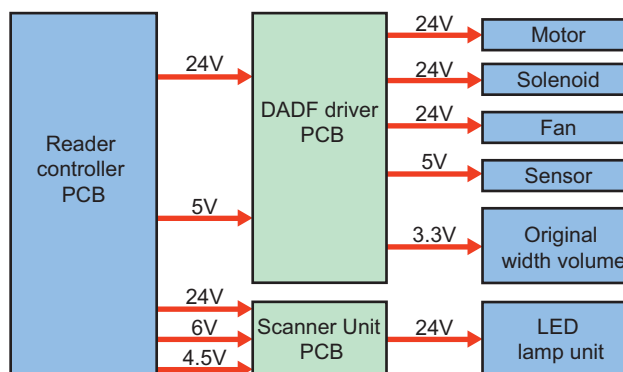 24V
Motor
24V
24V
Solenoid
DADF driver
PCB
24V
Fan
Reader
controller
PCB
5V
Sensor
5V
3.3V
Original
width volume
24V
6V
Scanner Unit
PCB
24V
LED
lamp unit
4.5V